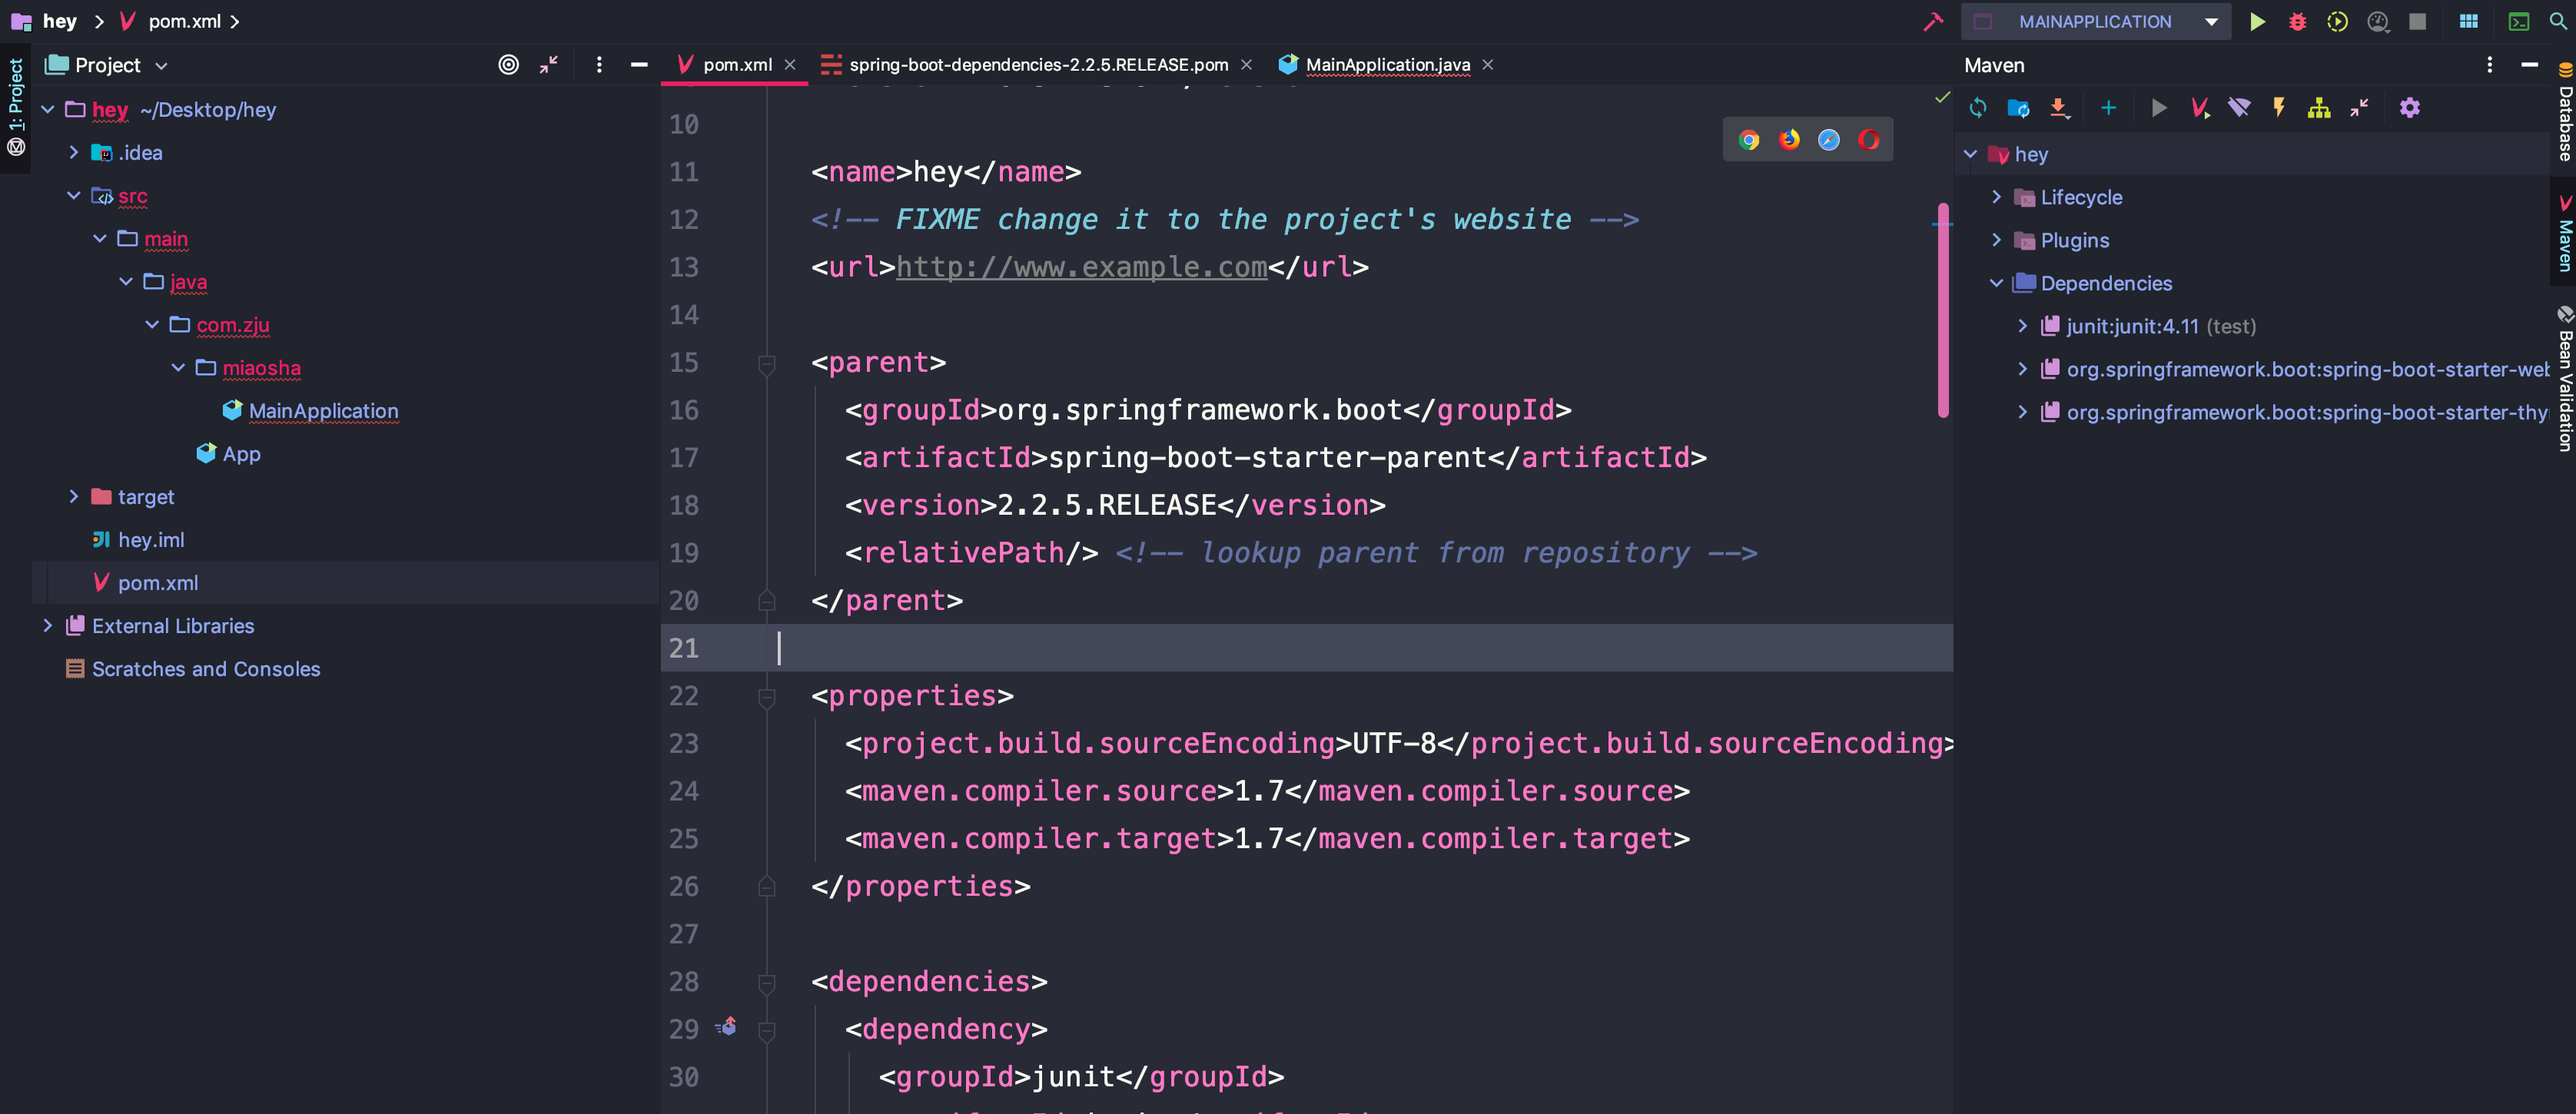 hey > pom.xml >
MAINAPPLICATION
1: Project
Project
hey ~/Desktop/hey
.idea
src
main
java
com.zju
miaosha
MainApplication
App
target
hey.iml
pom.xml
External Libraries
Scratches and Consoles
pom.xml
spring-boot-dependencies-2.2.5.RELEASE.pom
MainApplication.java
10
11 <name>hey</name>
12 <!-- FIXME change it to the project's website -->
13 <url>http://www.example.com</url>
14
15 <parent>
16 <groupId>org.springframework.boot</groupId>
17 <artifactId>spring-boot-starter-parent</artifactId>
18 <version>2.2.5.RELEASE</version>
19 <relativePath/> <!-- lookup parent from repository -->
20 </parent>
21
22 <properties>
23 <project.build.sourceEncoding>UTF-8</project.build.sourceEncoding>
24 <maven.compiler.source>1.7</maven.compiler.source>
25 <maven.compiler.target>1.7</maven.compiler.target>
26 </properties>
27
28 <dependencies>
29 <dependency>
30 <groupId>junit</groupId>
Maven
hey
Lifecycle
Plugins
Dependencies
junit:junit:4.11 (test)
org.springframework.boot:spring-boot-starter-web
org.springframework.boot:spring-boot-starter-thy
Database
Maven
Bean Validation